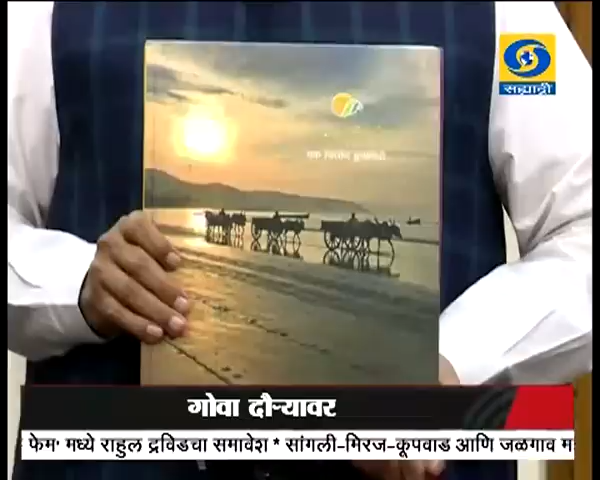 सह्याद्री
गोवा दौऱ्यावर
फेम' मध्ये राहुल द्रविडचा समावेश * सांगली-मिरज-कूपवाड आणि जळगाव म